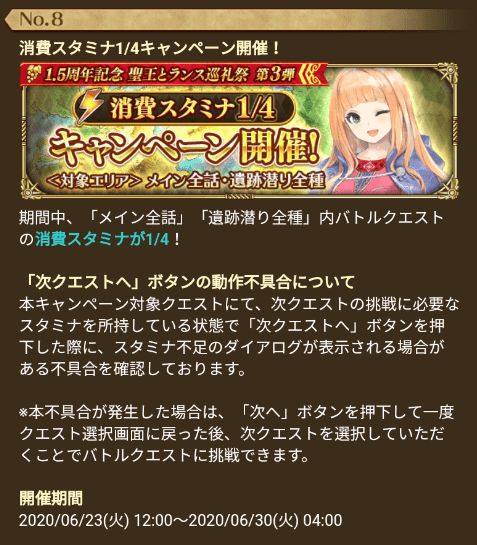 No.8
消費スタミナ1/4キャンペーン開催！
1.5周年記念 聖王とランス巡礼祭 第3弾
消費スタミナ1/4
キャンペーン開催!
＜対象エリア＞ メイン全話・遺跡潜り全種
期間中、「メイン全話」「遺跡潜り全種」内バトルクエスト
の消費スタミナが1/4！
「次クエストへ」ボタンの動作不具合について
本キャンペーン対象クエストにて、次クエストの挑戦に必要な
スタミナを所持している状態で「次クエストへ」ボタンを押
下した際に、スタミナ不足のダイアログが表示される場合が
ある不具合を確認しております。
※本不具合が発生した場合は、「次へ」ボタンを押下して一度
クエスト選択画面に戻った後、次クエストを選択していただ
くことでバトルクエストに挑戦できます。
開催期間
2020/06/23(火) 12:00～2020/06/30(火) 04:00